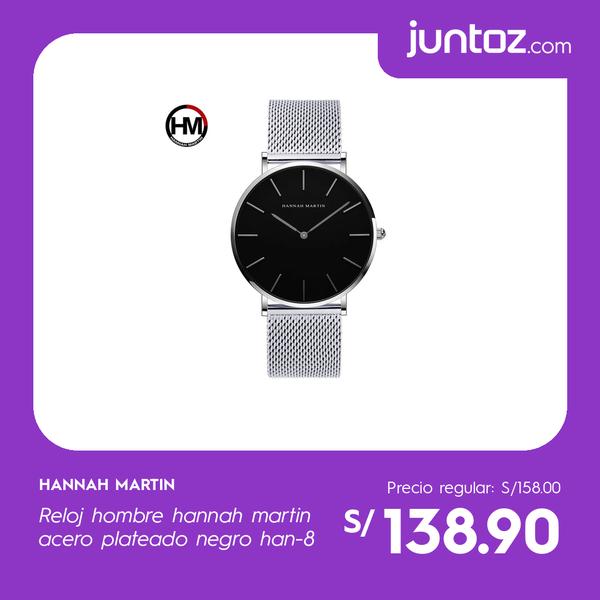 juntoz.com
HM
HANNAH MARTIN
HANNAH MARTIN
Precio regular: S/158.00
Reloj hombre hannah martin
acero plateado negro han-8
S/ 138.90